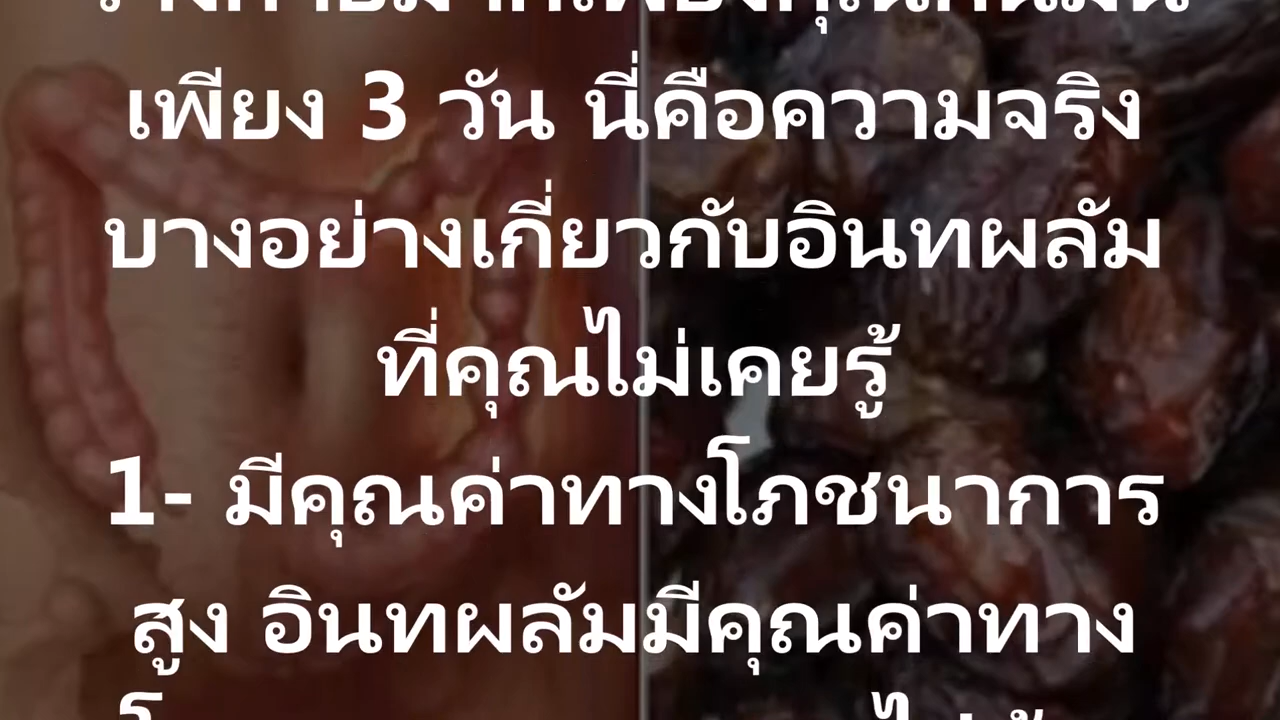 เพียง 3 วัน นี่คือความจริง
บางอย่างเกี่ยวกับอินทผลัม
ที่คุณไม่เคยรู้
1- มีคุณค่าทางโภชนาการ
สูง อินทผลัมมีคุณค่าทาง